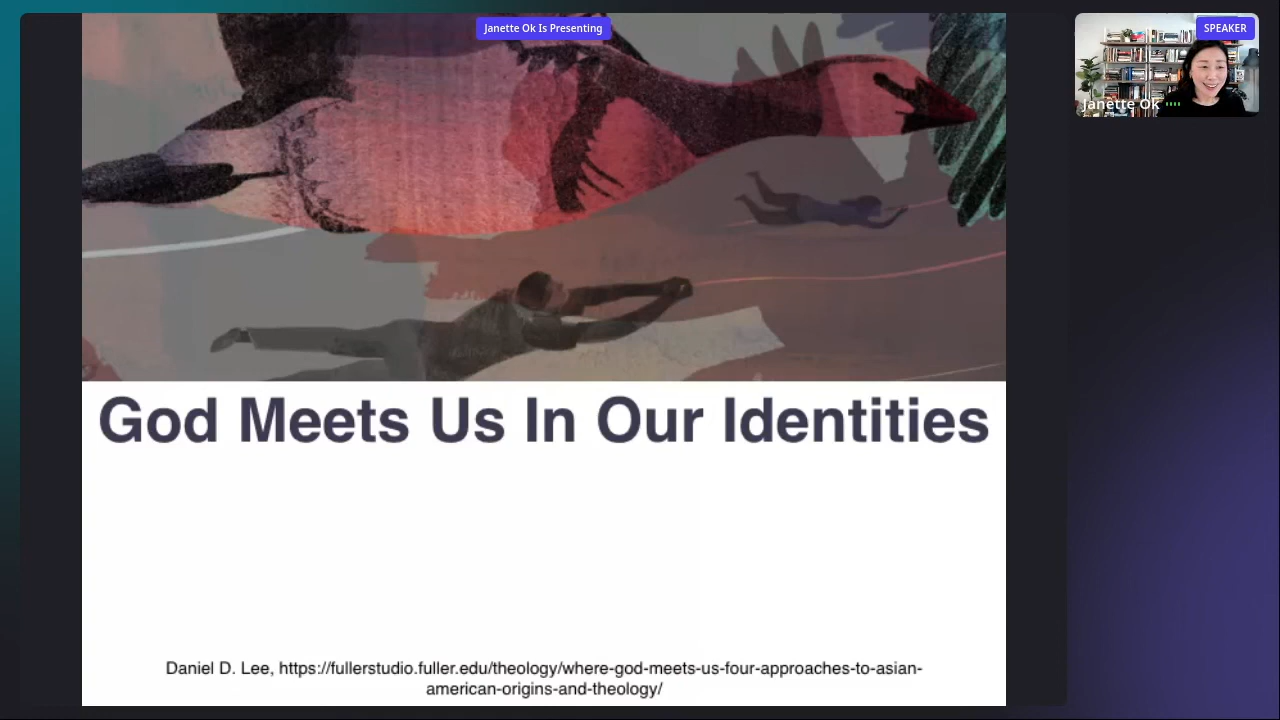 Janette Ok Is Presenting
SPEAKER
Janette Ok
God Meets Us In Our Identities
Daniel D. Lee, https://fullerstudio.fuller.edu/theology/where-god-meets-us-four-approaches-to-asian-
american-origins-and-theology/